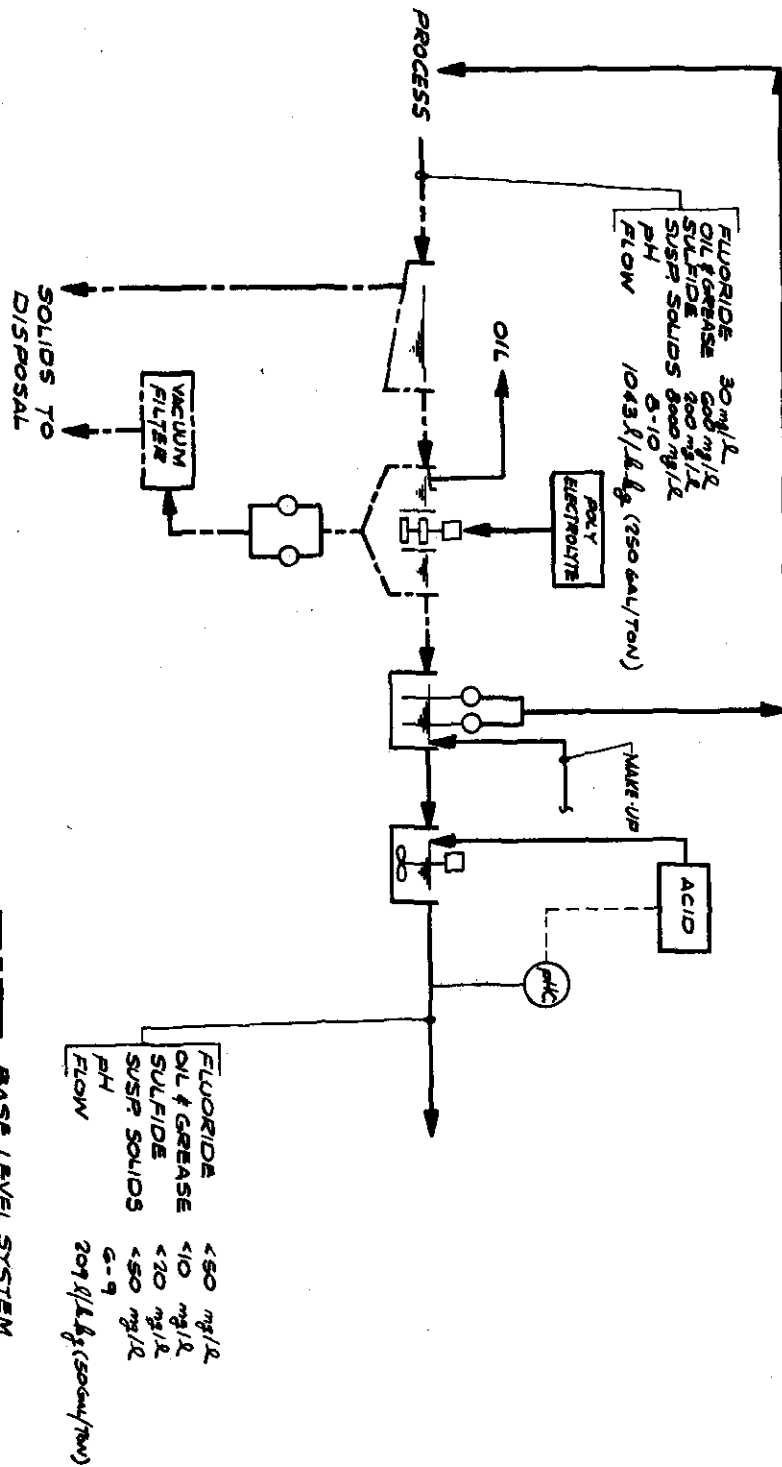 PROCESS
FLUORIDE 30 mg/l
OIL & GREASE 600 mg/l
SULFIDE 200 mg/l
SUSP. SOLIDS 8000 mg/l
pH 8-10
FLOW 1043 l/kkg (250 GAL/TON)
OIL
POLY
ELECTROLYTE
MAKE-UP
ACID
pHC
VACUUM
FILTER
SOLIDS TO
DISPOSAL
FLUORIDE <50 mg/l
OIL & GREASE <10 mg/l
SULFIDE <20 mg/l
SUSP. SOLIDS <50 mg/l
pH 6-9
FLOW 209 l/kkg (50 GAL/TON)
BASE LEVEL SYSTEM